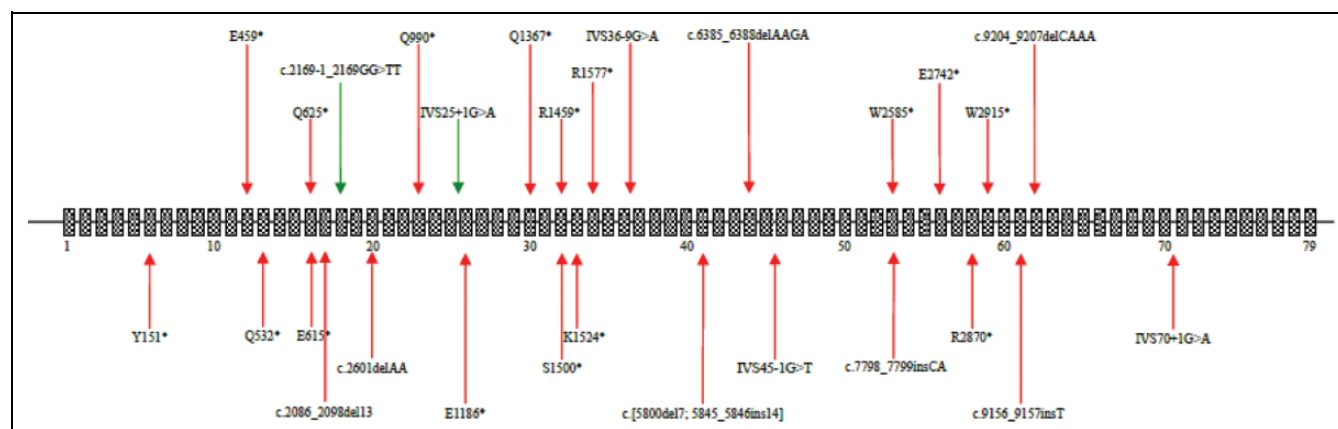 E459*
Q990*
Q1367*
IVS36-9G>A
c.6385_6388delAAGA
c.9204_9207delCAAA
c.2169-1_2169GG>TT
R1577*
E2742*
Q625*
IVS25+1G>A
R1459*
W2585*
W2915*
1 10 20 30 40 50 60 70 79
Y151*
Q532*
E615*
K1524*
R2870*
IVS70+1G>A
c.2601delAA
S1500*
IVS45-1G>T
c.7798_7799insCA
c.2086_2098del13
E1186*
c.[5800del7; 5845_5846ins14]
c.9156_9157insT